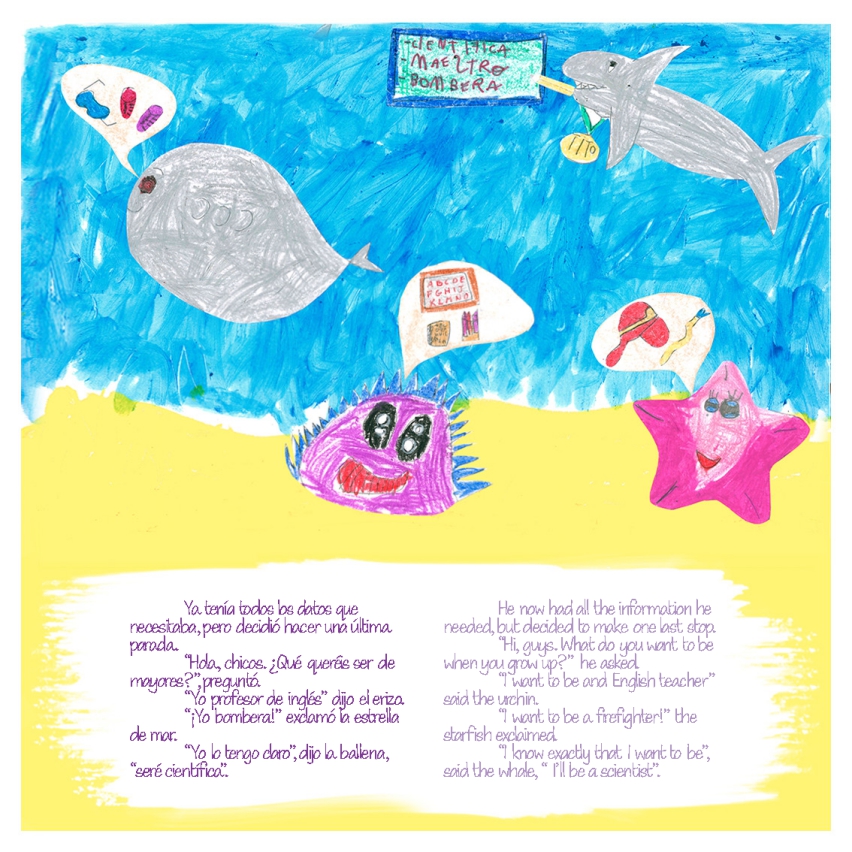 -CIENTIFICA
-MAEZTRO
-BOMBERA
TITO
ABCDE
FGHIJ
KLMNO
Ya tenía todos los datos que
necesitaba, pero decidió hacer una última
parada.
“Hola, chicos. ¿Qué queréis ser de
mayores?”, preguntó.
“Yo profesor de inglés” dijo el erizo.
“¡Yo bombera!” exclamó la estrella
de mar.
“Yo lo tengo claro”, dijo la ballena,
“seré científica”.
He now had all the information he
needed, but decided to make one last stop.
“Hi, guys. What do you want to be
when you grow up?” he asked.
“I want to be and English teacher”
said the urchin.
“I want to be a firefighter!” the
starfish exclaimed.
“I know exactly that I want to be”,
said the whale, “ I’ll be a scientist”.